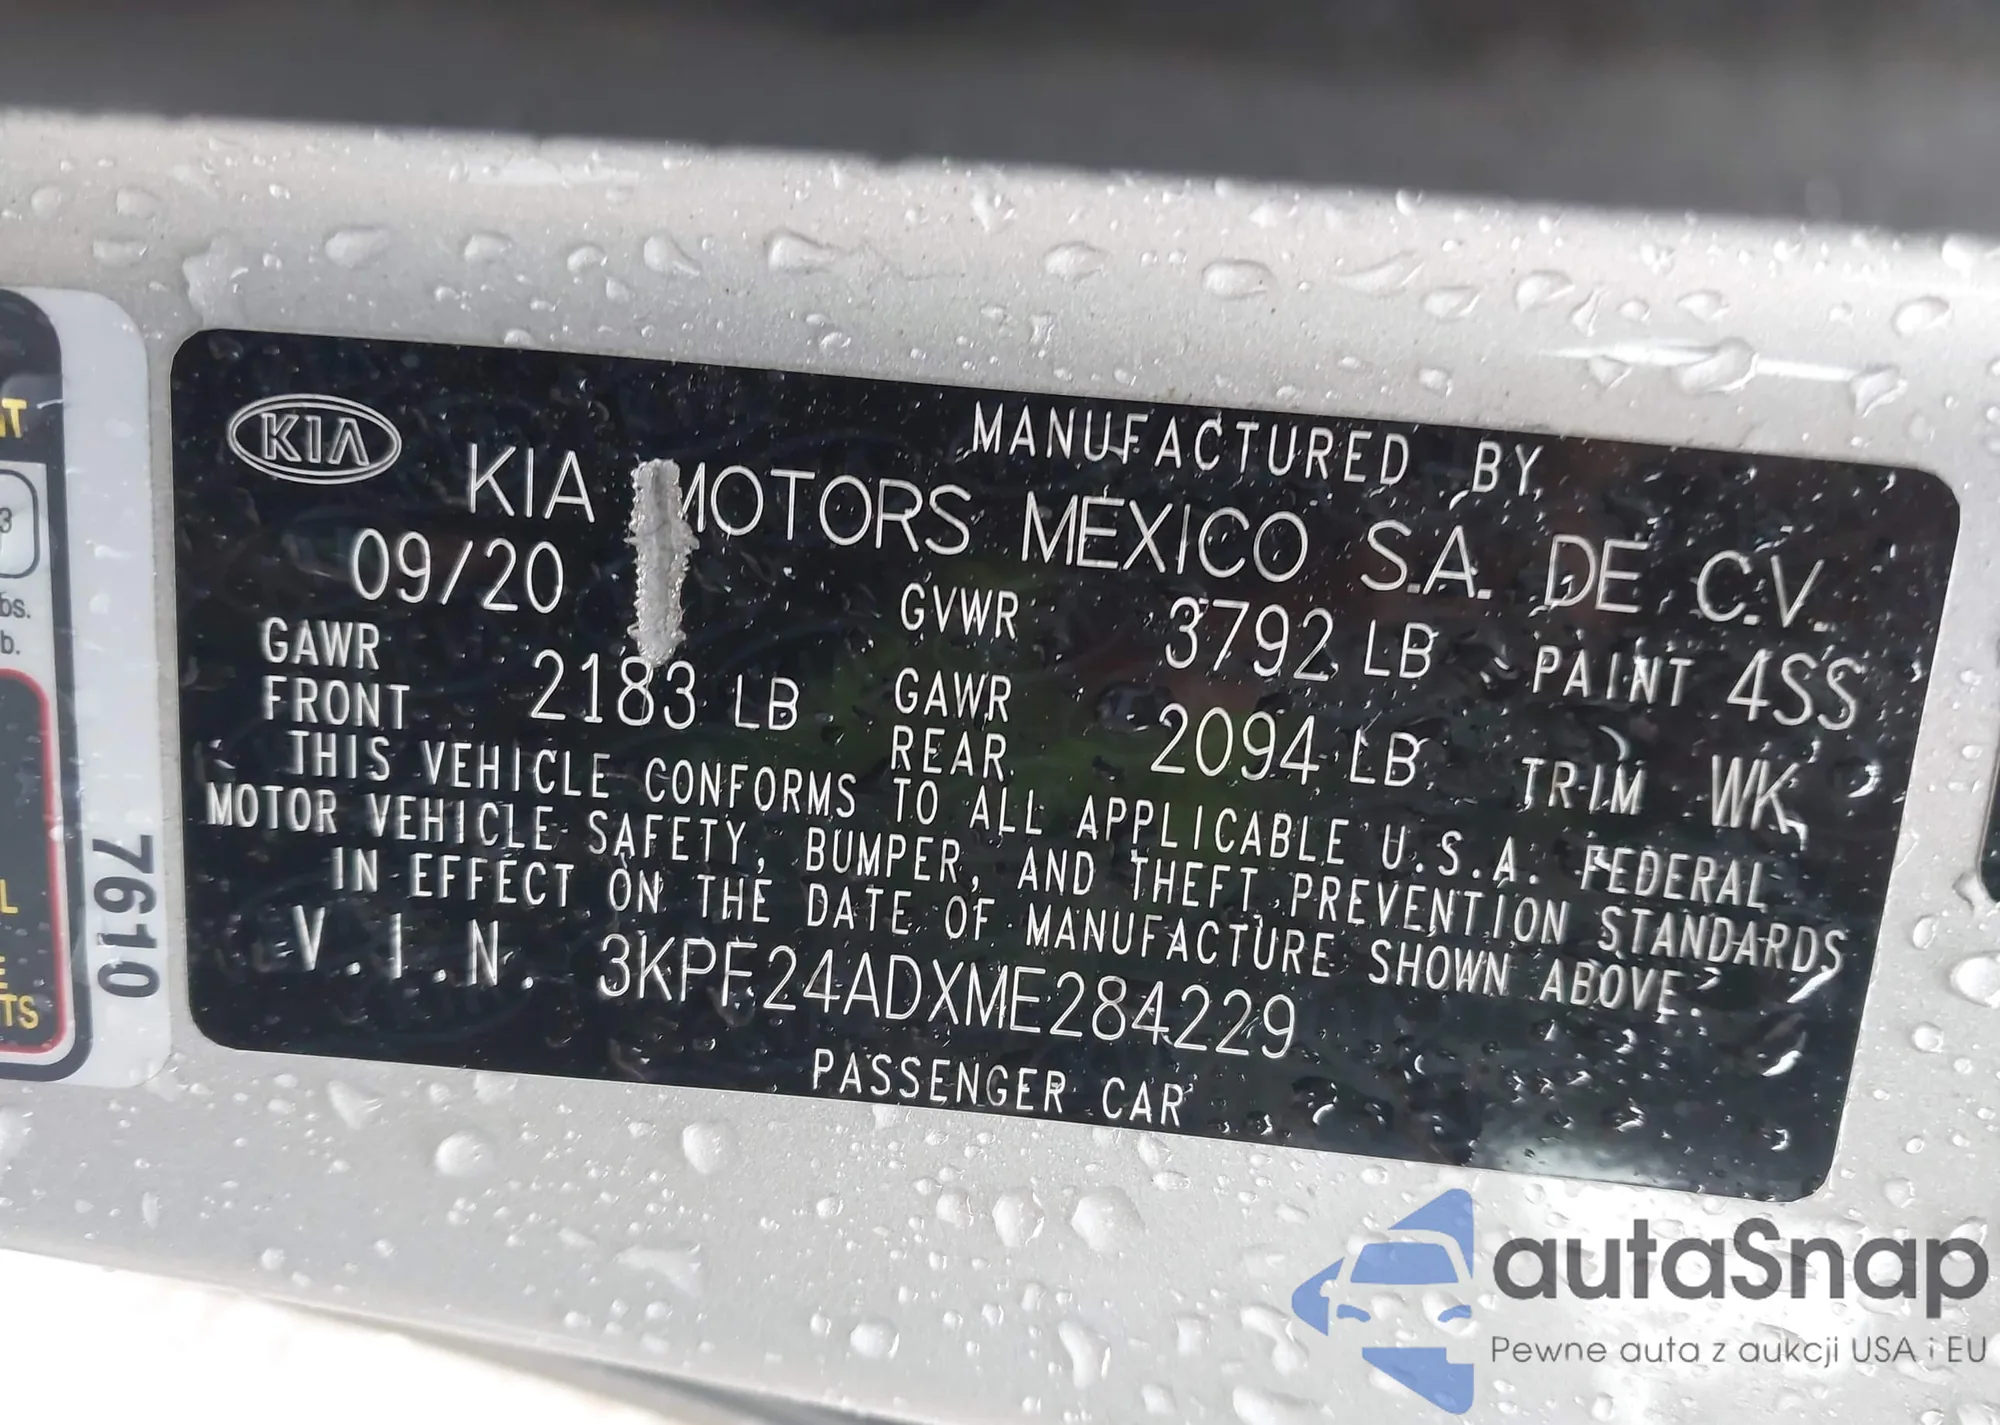 KIA
MANUFACTURED BY
KIA MOTORS MEXICO S.A. DE C.V.
09/20 GVWR 3792 LB PAINT 4SS
GAWR FRONT 2183 LB GAWR REAR 2094 LB TRIM WK
THIS VEHICLE CONFORMS TO ALL APPLICABLE U.S.A. FEDERAL
MOTOR VEHICLE SAFETY, BUMPER, AND THEFT PREVENTION STANDARDS
IN EFFECT ON THE DATE OF MANUFACTURE SHOWN ABOVE.
V.I.N. 3KPF24ADXME284229
PASSENGER CAR
7610
autaSnap
Pewne auta z aukcji USA i EU